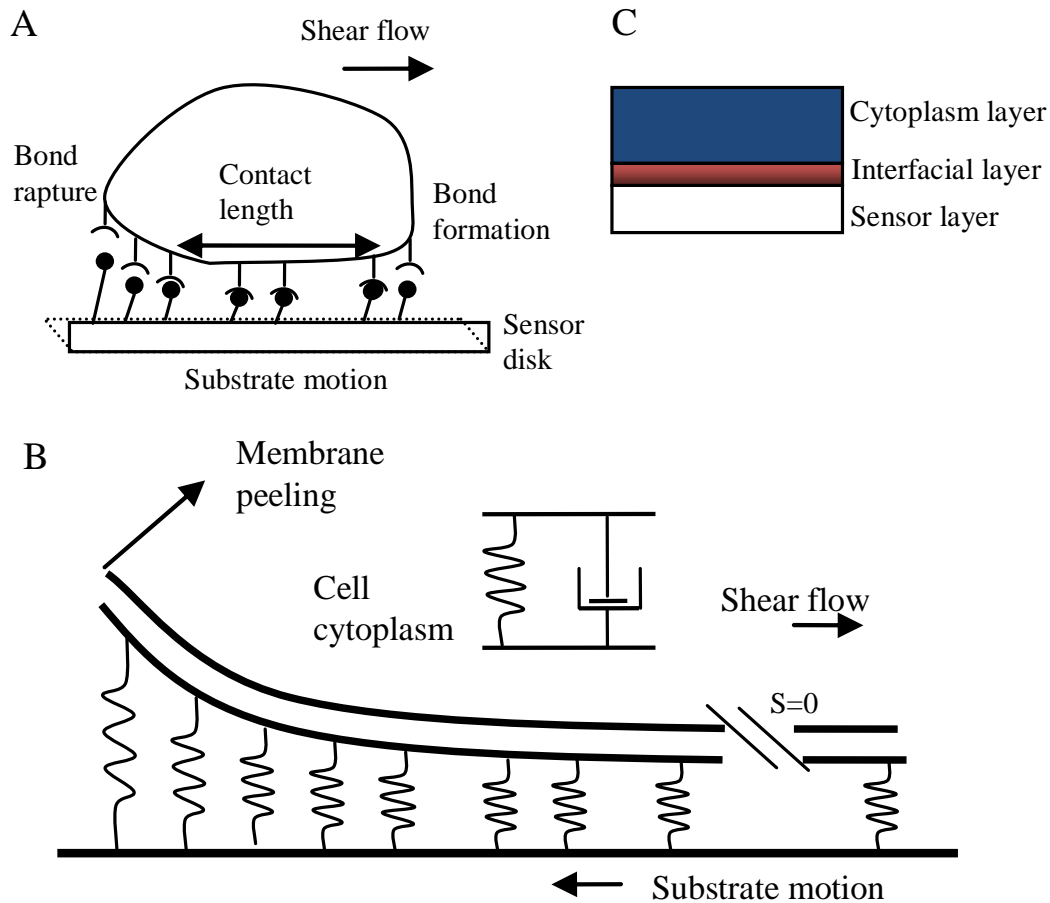 A
Shear flow
Bond
rapture
Contact
length
Bond
formation
Sensor
disk
Substrate motion
C
Cytoplasm layer
Interfacial layer
Sensor layer
B
Membrane
peeling
Cell
cytoplasm
Shear flow
S=0
Substrate motion